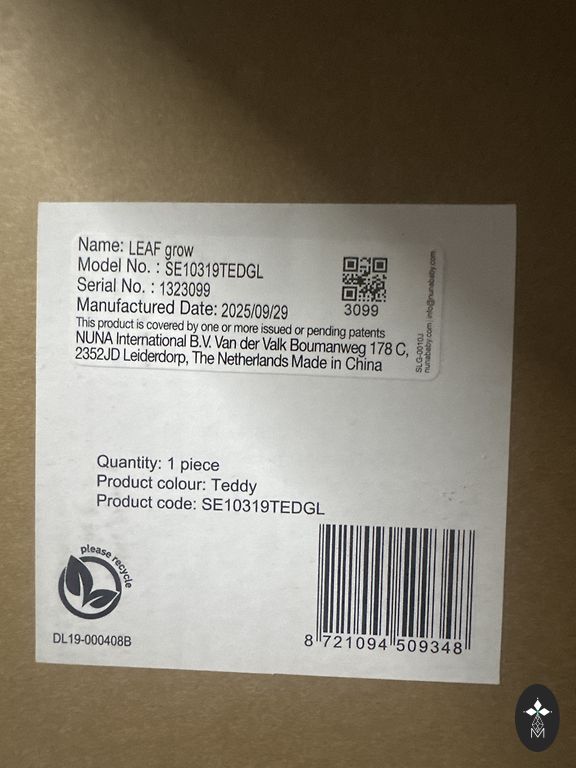 Name: LEAF grow
Model No. : SE10319TEDGL
Serial No. : 1323099
Manufactured Date: 2025/09/29
3099
This product is covered by one or more issued or pending patents
NUNA International B.V. Van der Valk Boumanweg 178 C,
2352JD Leiderdorp, The Netherlands Made in China
SLG-0010J
nunababy.com | info@nunababy.com
Quantity: 1 piece
Product colour: Teddy
Product code: SE10319TEDGL
please recycle
DL19-000408B
8 721094 509348
M